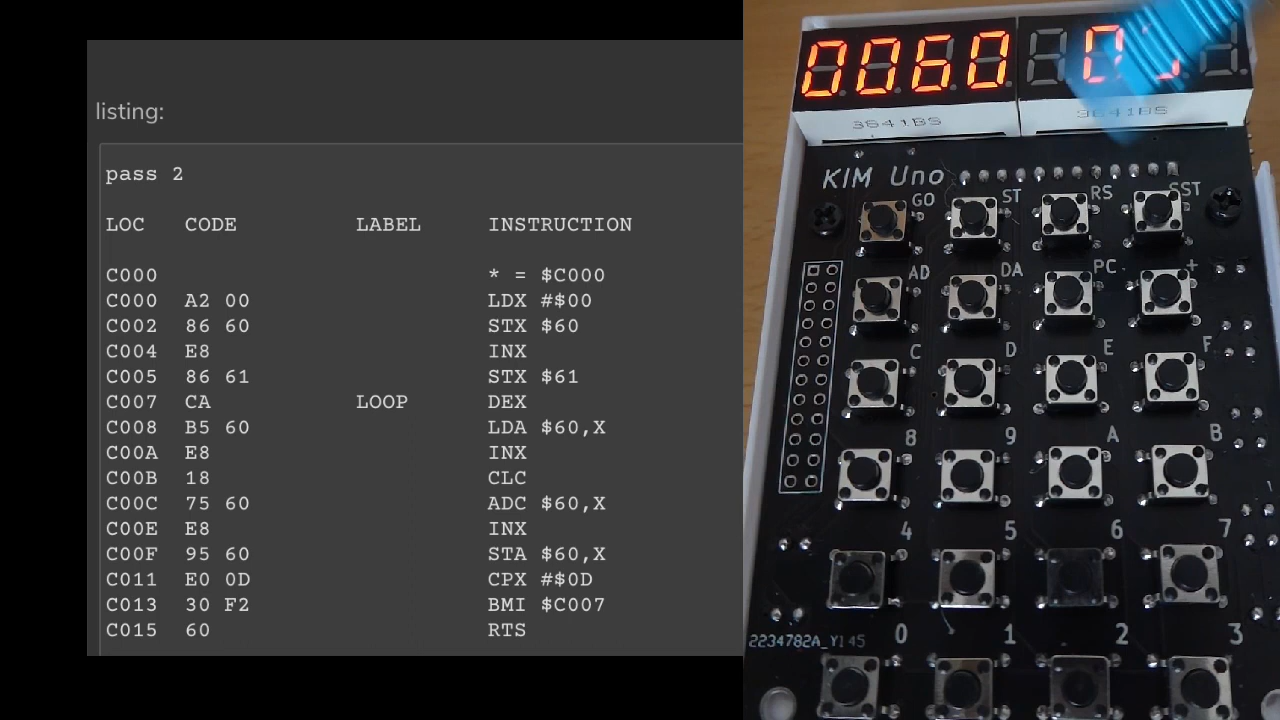 listing:
pass 2
LOC CODE LABEL INSTRUCTION
C000 * = $C000
C000 A2 00 LDX #$00
C002 86 60 STX $60
C004 E8 INX
C005 86 61 STX $61
C007 CA LOOP DEX
C008 B5 60 LDA $60,X
C00A E8 INX
C00B 18 CLC
C00C 75 60 ADC $60,X
C00E E8 INX
C00F 95 60 STA $60,X
C011 E0 0D CPX #$0D
C013 30 F2 BMI $C007
C015 60 RTS
0060
3641BS 3641BS
KIM Uno
GO ST RS SST
AD DA PC +
C D E F
8 9 A B
4 5 6 7
0 1 2 3
2234782A_Y145